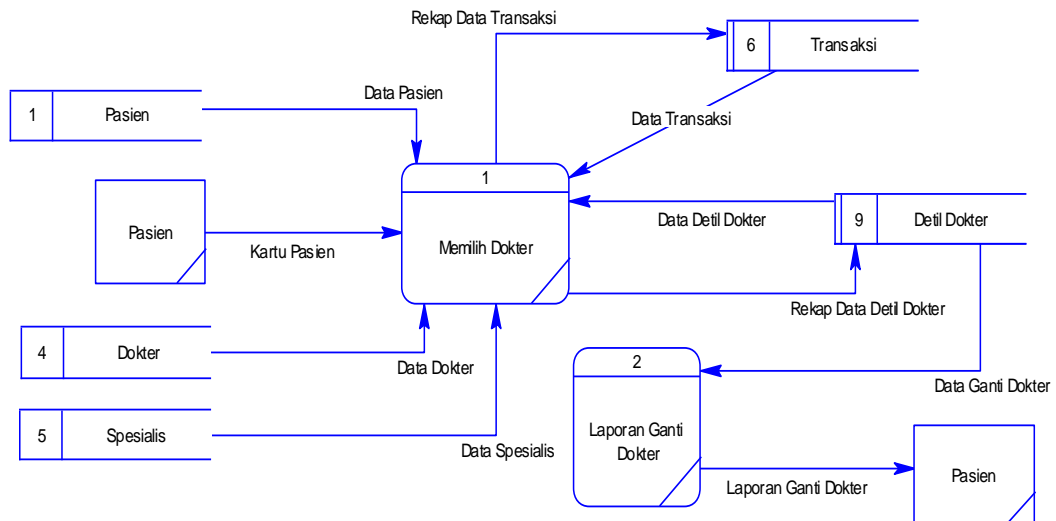 Rekap Data Transaksi
6 Transaksi
Data Pasien
1 Pasien
Data Transaksi
1
Pasien
Kartu Pasien
Memilih Dokter
Data Detil Dokter
9 Detil Dokter
Rekap Data Detil Dokter
4 Dokter
Data Dokter
2
Data Ganti Dokter
5 Spesialis
Data Spesialis
Laporan Ganti
Dokter
Laporan Ganti Dokter
Pasien